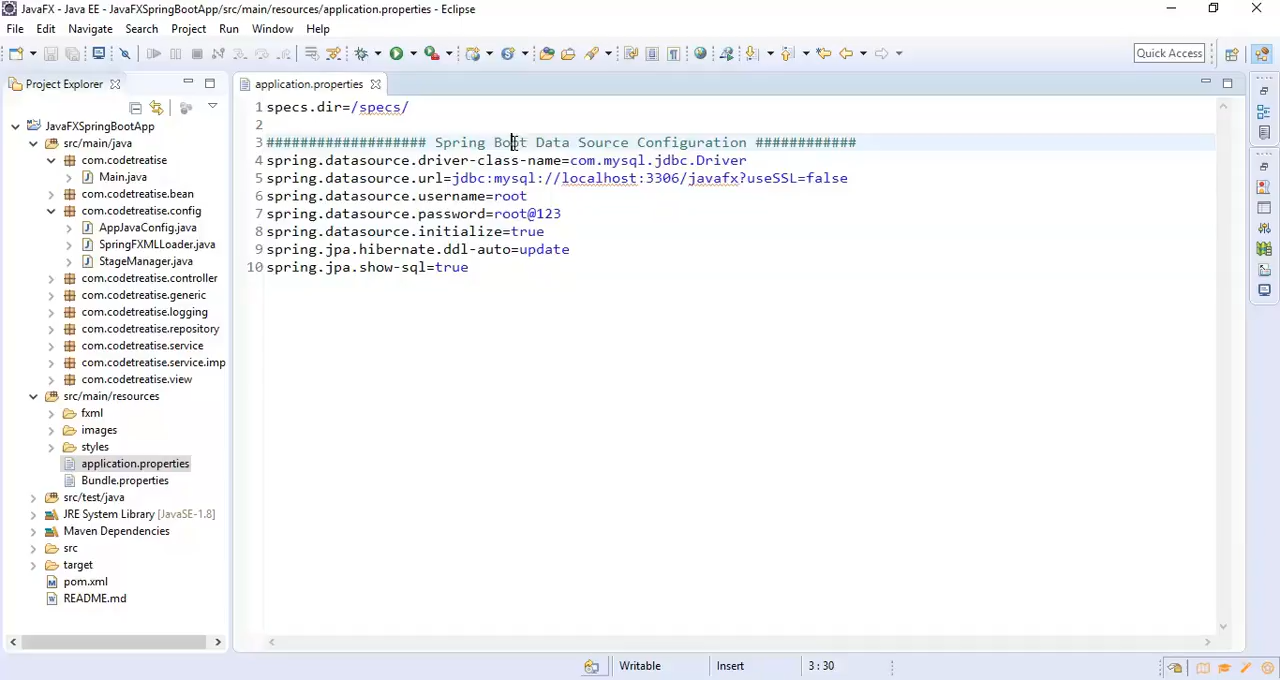 JavaFX - Java EE - JavaFXSpringBootApp/src/main/resources/application.properties - Eclipse
File Edit Navigate Search Project Run Window Help
Quick Access
Project Explorer
application.properties
JavaFXSpringBootApp
src/main/java
com.codetreatise
Main.java
com.codetreatise.bean
com.codetreatise.config
AppJavaConfig.java
SpringFXMLLoader.java
StageManager.java
com.codetreatise.controller
com.codetreatise.generic
com.codetreatise.logging
com.codetreatise.repository
com.codetreatise.service
com.codetreatise.service.imp
com.codetreatise.view
src/main/resources
fxml
images
styles
application.properties
Bundle.properties
src/test/java
JRE System Library [JavaSE-1.8]
Maven Dependencies
src
target
pom.xml
README.md
1 specs.dir=/specs/
2
3 ################### Spring Boot Data Source Configuration ############
4 spring.datasource.driver-class-name=com.mysql.jdbc.Driver
5 spring.datasource.url=jdbc:mysql://localhost:3306/javafx?useSSL=false
6 spring.datasource.username=root
7 spring.datasource.password=root@123
8 spring.datasource.initialize=true
9 spring.jpa.hibernate.ddl-auto=update
10 spring.jpa.show-sql=true
Writable Insert 3 : 30